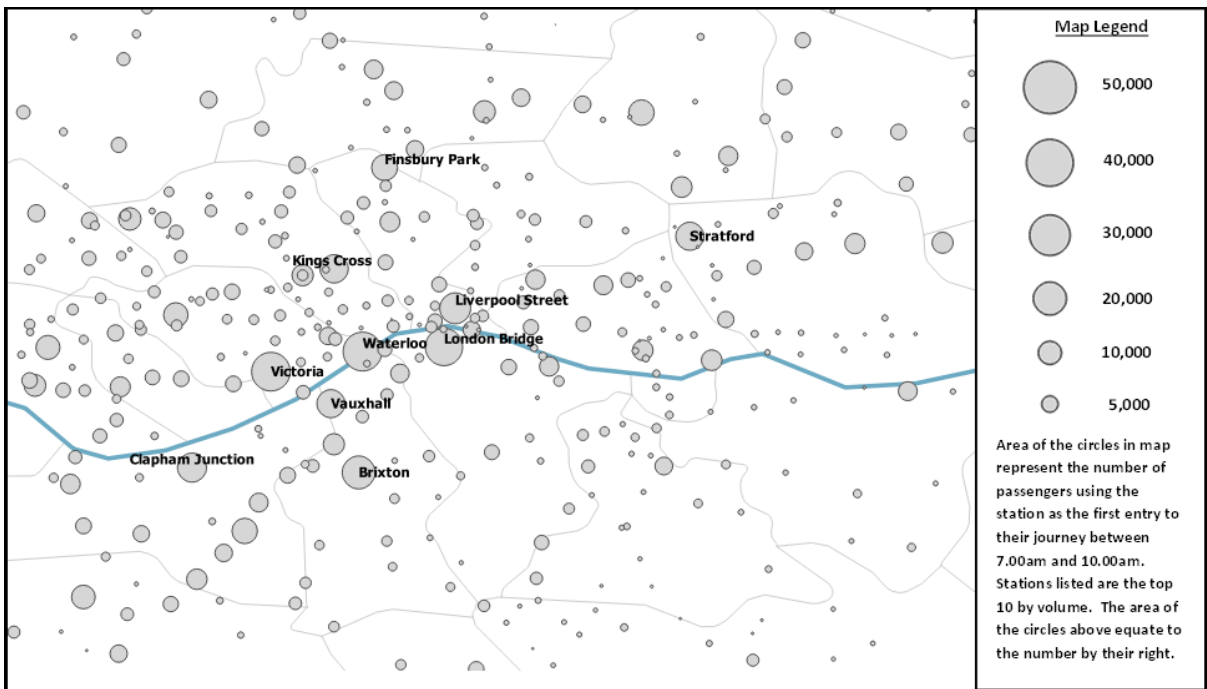 Finsbury Park
Stratford
Kings Cross
Liverpool Street
Waterloo
London Bridge
Victoria
Vauxhall
Clapham Junction
Brixton
Map Legend
50,000
40,000
30,000
20,000
10,000
5,000
Area of the circles in map
represent the number of
passengers using the
station as the first entry to
their journey between
7.00am and 10.00am.
Stations listed are the top
10 by volume.  The area of
the circles above equate to
the number by their right.